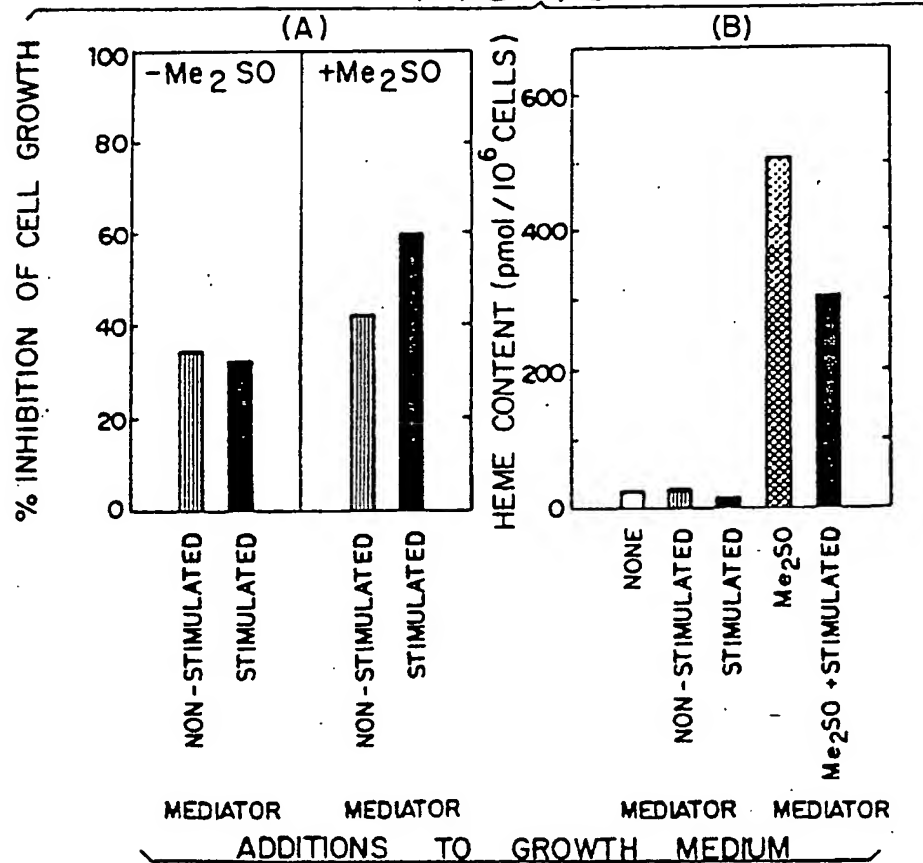 (A)
(B)
% INHIBITION OF CELL GROWTH
100
80
60
40
20
0
-Me2SO
+Me2SO
NON-STIMULATED
STIMULATED
NON-STIMULATED
STIMULATED
MEDIATOR
MEDIATOR
HEME CONTENT (pmol/10^6 CELLS)
600
400
200
0
NONE
NON-STIMULATED
STIMULATED
Me2SO
Me2SO +STIMULATED
MEDIATOR
MEDIATOR
ADDITIONS TO GROWTH MEDIUM